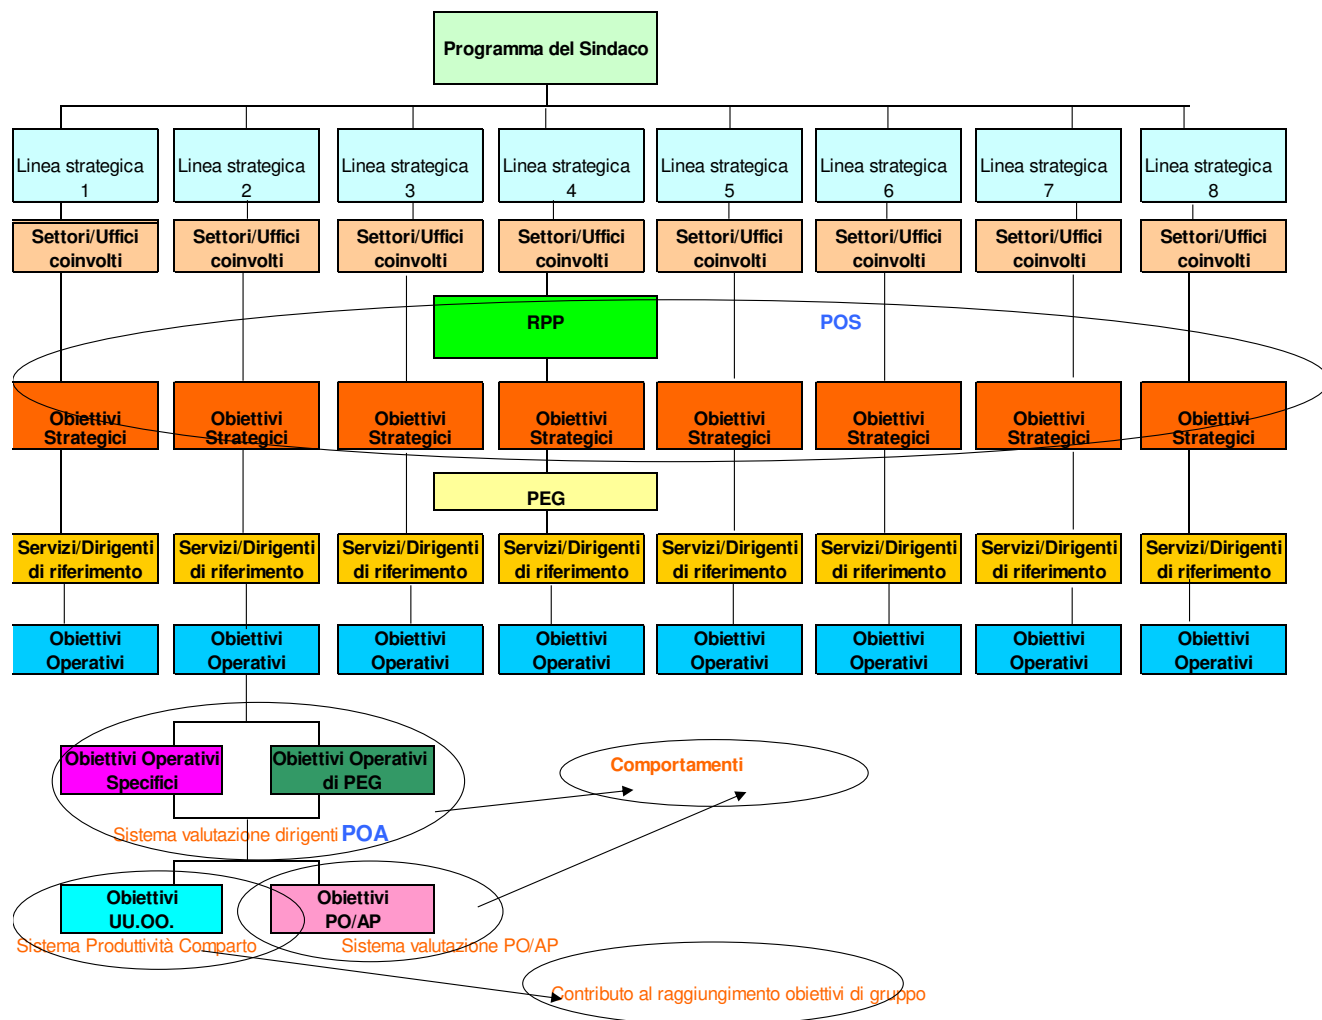 Programma del Sindaco
Linea strategica 1
Linea strategica 2
Linea strategica 3
Linea strategica 4
Linea strategica 5
Linea strategica 6
Linea strategica 7
Linea strategica 8
Settori/Uffici
coinvolti
Settori/Uffici
coinvolti
Settori/Uffici
coinvolti
Settori/Uffici
coinvolti
Settori/Uffici
coinvolti
Settori/Uffici
coinvolti
Settori/Uffici
coinvolti
Settori/Uffici
coinvolti
RPP
POS
Obiettivi
Strategici
Obiettivi
Strategici
Obiettivi
Strategici
Obiettivi
Strategici
Obiettivi
Strategici
Obiettivi
Strategici
Obiettivi
Strategici
Obiettivi
Strategici
PEG
Servizi/Dirigenti
di riferimento
Servizi/Dirigenti
di riferimento
Servizi/Dirigenti
di riferimento
Servizi/Dirigenti
di riferimento
Servizi/Dirigenti
di riferimento
Servizi/Dirigenti
di riferimento
Servizi/Dirigenti
di riferimento
Servizi/Dirigenti
di riferimento
Obiettivi
Operativi
Obiettivi
Operativi
Obiettivi
Operativi
Obiettivi
Operativi
Obiettivi
Operativi
Obiettivi
Operativi
Obiettivi
Operativi
Obiettivi
Operativi
Obiettivi Operativi
Specifici
Obiettivi Operativi
di PEG
Comportamenti
Sistema valutazione dirigenti POA
Obiettivi
UU.OO.
Obiettivi
PO/AP
Sistema Produttività Comparto
Sistema valutazione PO/AP
Contributo al raggiungimento obiettivi di gruppo